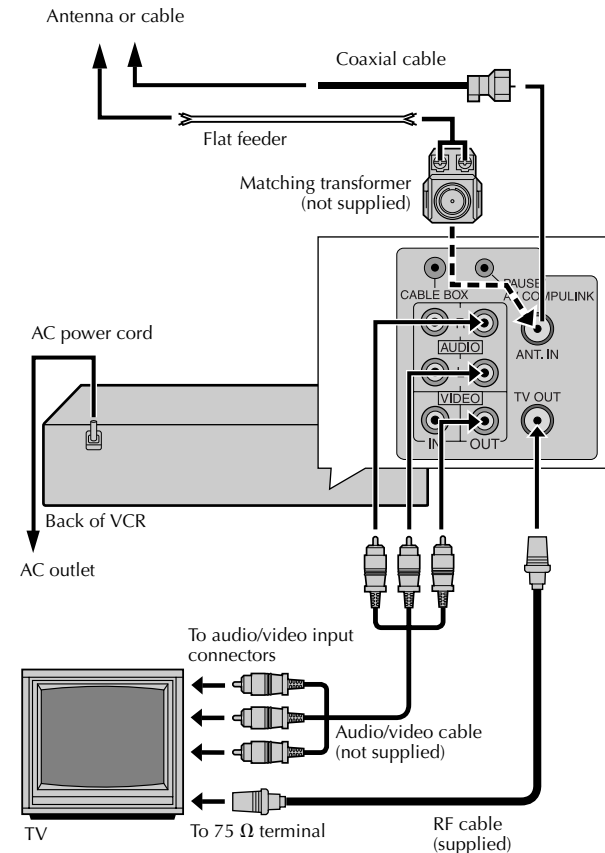 Antenna or cable
Coaxial cable
Flat feeder
Matching transformer
(not supplied)
PAUSE
CABLE BOX
AV COMPULINK
AC power cord
AUDIO
ANT. IN
VIDEO
TV OUT
IN
OUT
Back of VCR
AC outlet
To audio/video input
connectors
Audio/video cable
(not supplied)
TV
To 75 Ω terminal
RF cable
(supplied)